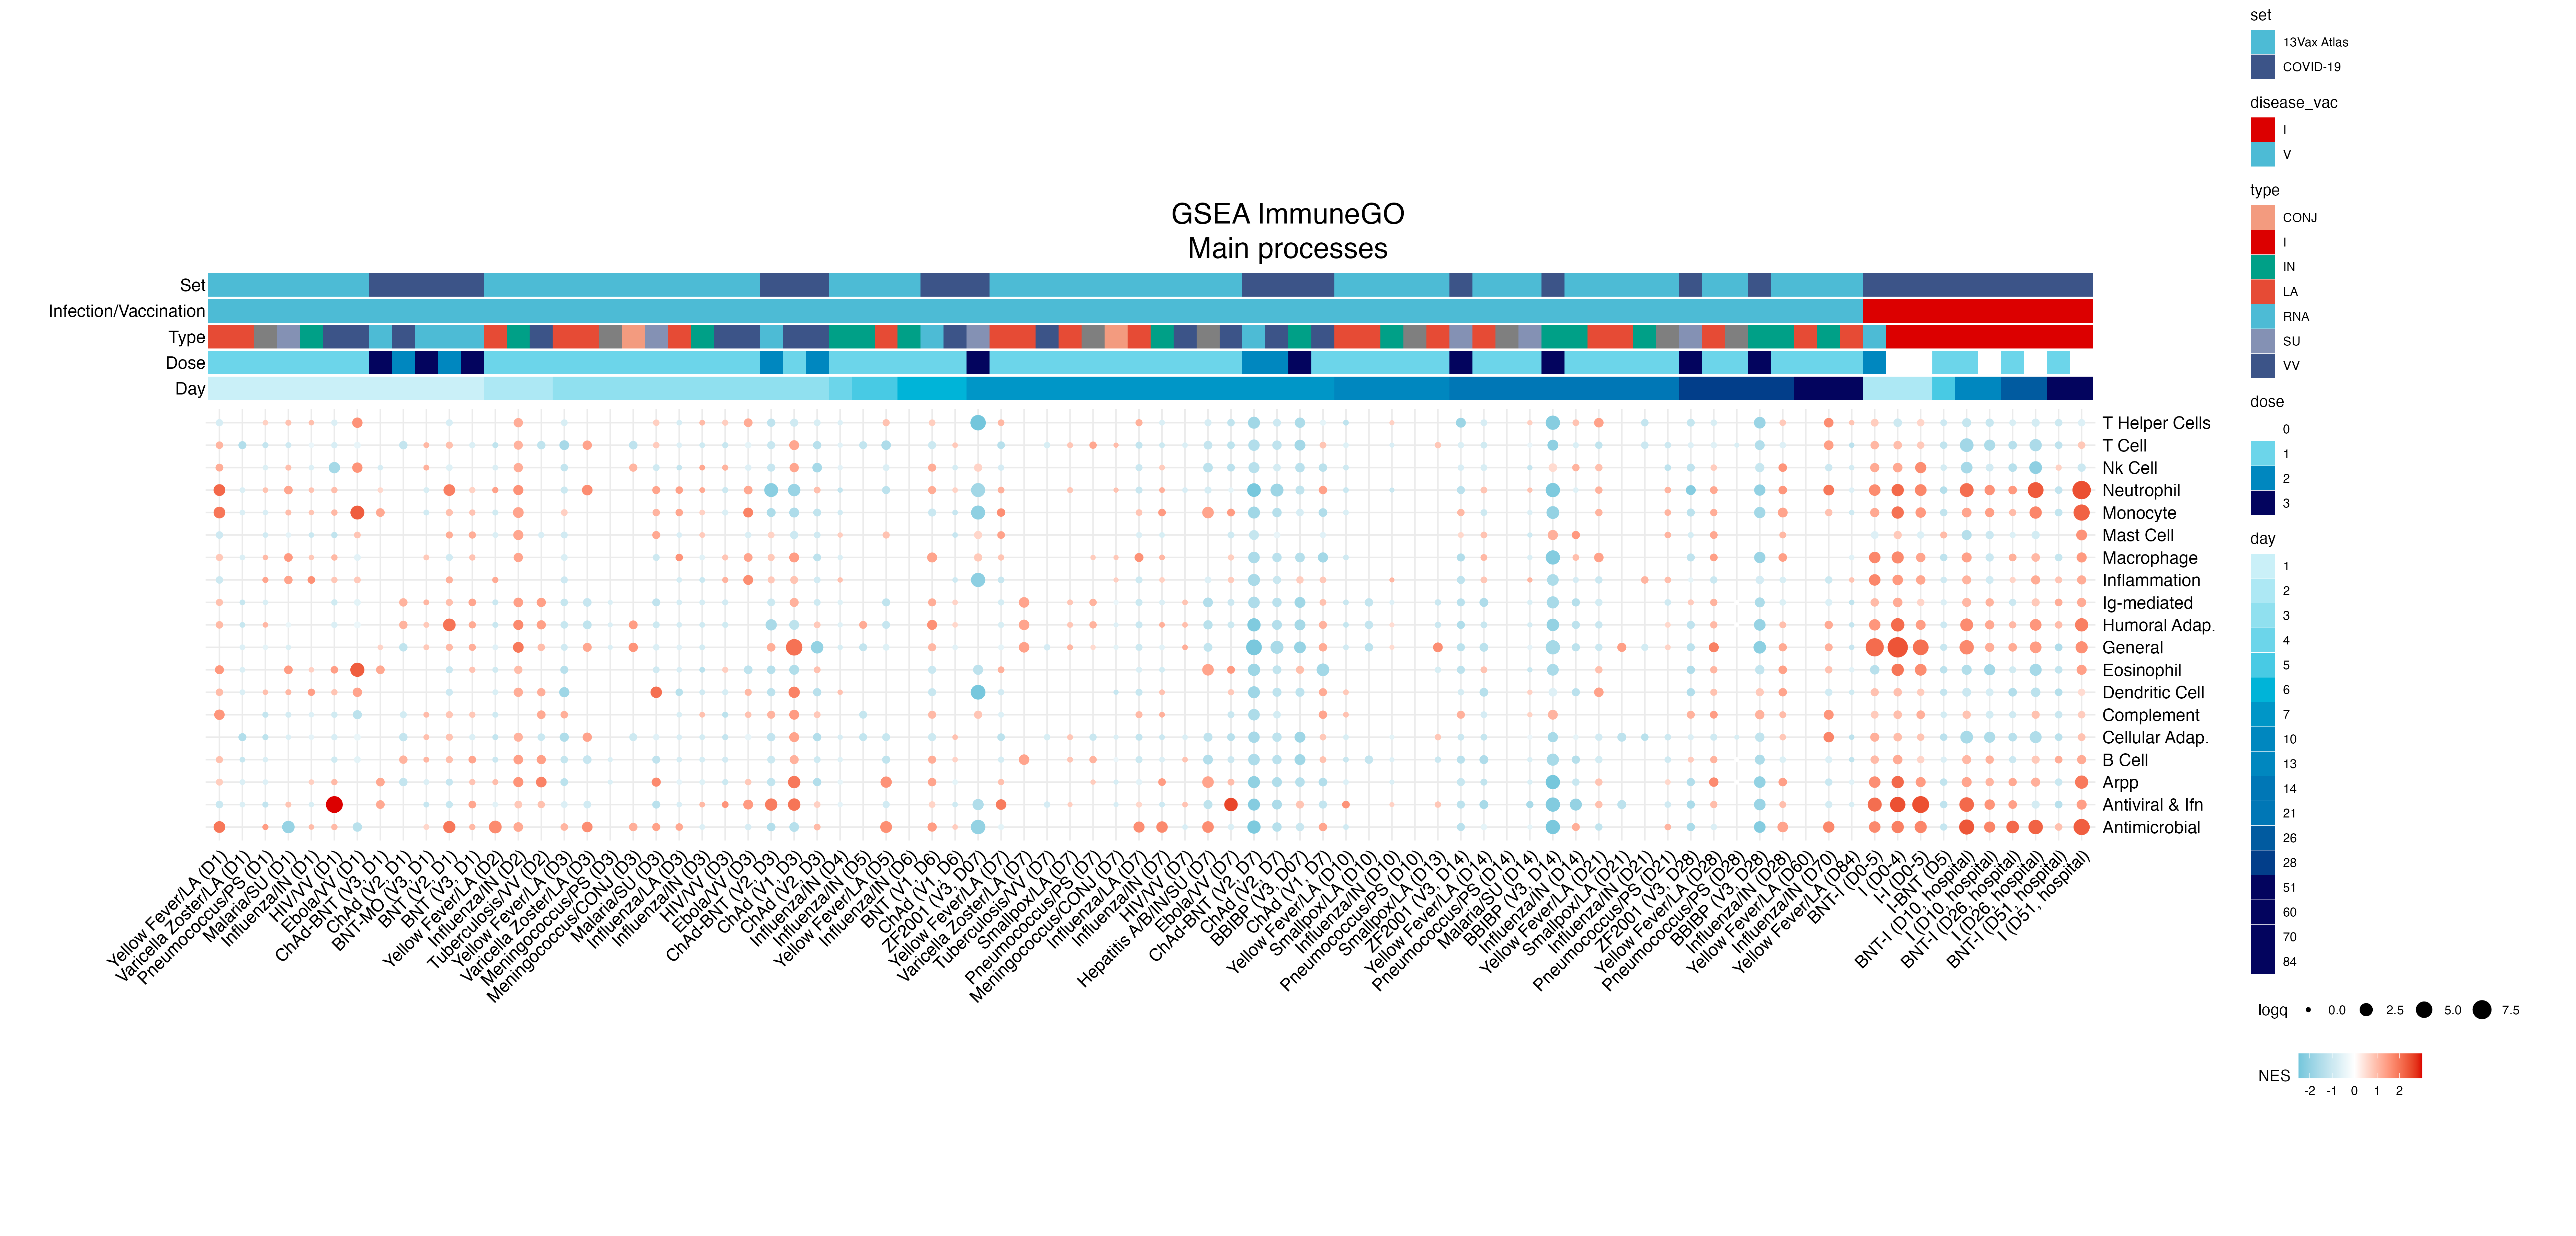 GSEA ImmuneGO
Main processes
Set
Infection/Vaccination
Type
Dose
Day
T Helper Cells
T Cell
Nk Cell
Neutrophil
Monocyte
Mast Cell
Macrophage
Inflammation
Ig-mediated
Humoral Adap.
General
Eosinophil
Dendritic Cell
Complement
Cellular Adap.
B Cell
Arpp
Antiviral & Ifn
Antimicrobial
Yellow Fever/LA (D1)
Varicella Zoster/LA (D1)
Pneumococcus/PS (D1)
Malaria/SU (D1)
Influenza/IN (D1)
HIV/VV (D1)
Ebola/VV (D1)
ChAd-BNT (V3, D1)
ChAd (V2, D1)
BNT-MO (V3, D1)
BNT (V2, D1)
BNT (V3, D1)
Yellow Fever/LA (D2)
Influenza/IN (D2)
Tuberculosis/VV (D2)
Yellow Fever/LA (D3)
Varicella Zoster/LA (D3)
Meningococcus/PS (D3)
Meningococcus/CONJ (D3)
Malaria/SU (D3)
Influenza/LA (D3)
Influenza/IN (D3)
HIV/VV (D3)
Ebola/VV (D3)
ChAd-BNT (V2, D3)
ChAd (V1, D3)
ChAd (V2, D3)
Influenza/IN (D4)
Influenza/IN (D5)
Yellow Fever/LA (D5)
Influenza/IN (D6)
BNT (V1, D6)
ChAd (V1, D6)
ZF2001 (V3, D07)
Yellow Fever/LA (D7)
Varicella Zoster/LA (D7)
Tuberculosis/VV (D7)
Smallpox/LA (D7)
Pneumococcus/PS (D7)
Meningococcus/CONJ (D7)
Influenza/LA (D7)
Influenza/IN (D7)
HIV/VV (D7)
Hepatitis A/B/IN/SU (D7)
Ebola/VV (D7)
ChAd-BNT (V2, D7)
ChAd (V2, D7)
BBIBP (V3, D07)
ChAd (V1, D7)
Yellow Fever/LA (D10)
Smallpox/LA (D10)
Influenza/IN (D10)
Pneumococcus/PS (D10)
Smallpox/LA (D13)
ZF2001 (V3, D14)
Yellow Fever/LA (D14)
Pneumococcus/PS (D14)
Malaria/SU (D14)
BBIBP (V3, D14)
Influenza/IN (D14)
Yellow Fever/LA (D21)
Smallpox/LA (D21)
Influenza/IN (D21)
Pneumococcus/PS (D21)
ZF2001 (V3, D28)
Yellow Fever/LA (D28)
Pneumococcus/PS (D28)
BBIBP (V3, D28)
Influenza/IN (D28)
Yellow Fever/LA (D60)
Influenza/IN (D70)
Yellow Fever/LA (D84)
BNT-I (D0-5)
I (D0-4)
I-I (D0-5)
I-BNT (D5)
BNT-I (D10, hospital)
I (D10, hospital)
BNT-I (D26, hospital)
I (D26, hospital)
BNT-I (D51, hospital)
I (D51, hospital)
set
13Vax Atlas
COVID-19
disease_vac
I
V
type
CONJ
I
IN
LA
RNA
SU
VV
dose
0
1
2
3
day
1
2
3
4
5
6
7
10
13
14
21
26
28
51
60
70
84
logq 0.0 2.5 5.0 7.5
NES
-2 -1 0 1 2